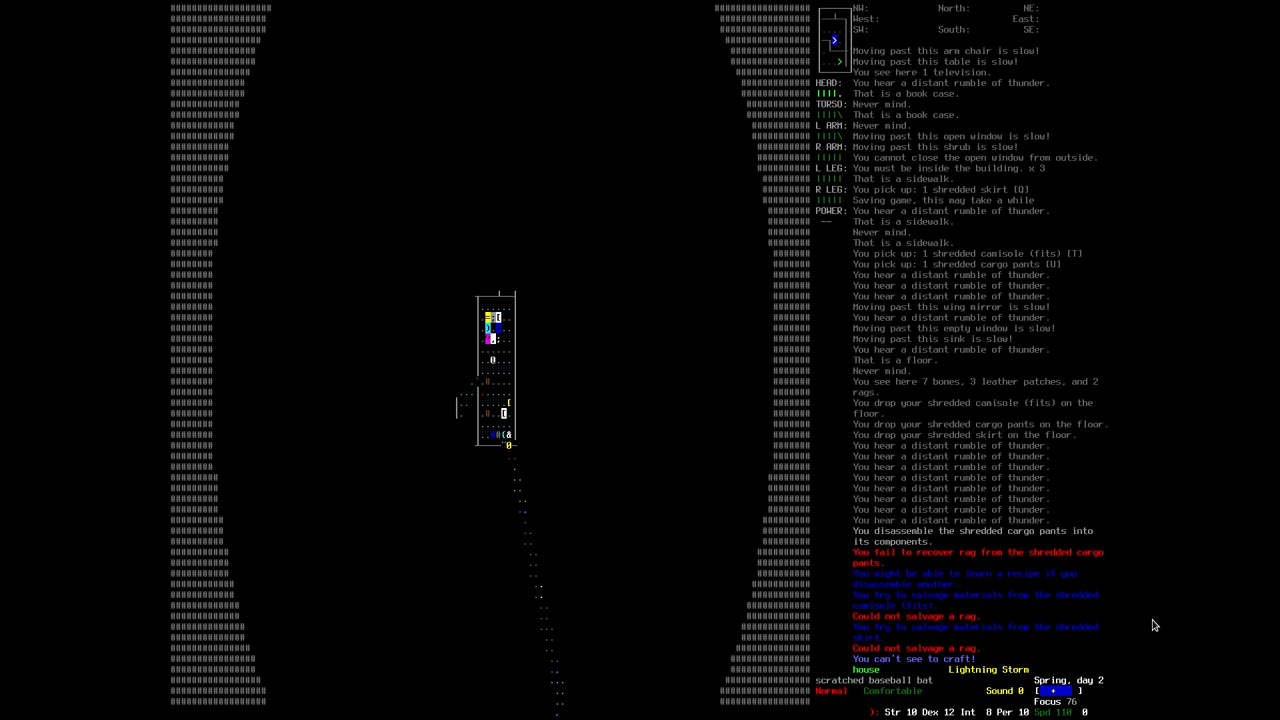 NW: North: NE:
West: East:
SW: South: SE:
Moving past this arm chair is slow!
Moving past this table is slow!
You see here 1 television.
HEAD: You hear a distant rumble of thunder.
||||. That is a book case.
TORSO: Never mind.
||||\ That is a book case.
L ARM: Never mind.
||||\ Moving past this open window is slow!
R ARM: Moving past this shrub is slow!
||||| You cannot close the open window from outside.
L LEG: You must be inside the building. x 3
||||| That is a sidewalk.
R LEG: You pick up: 1 shredded skirt [Q]
||||| Saving game, this may take a while
POWER: You hear a distant rumble of thunder.
-- That is a sidewalk.
Never mind.
That is a sidewalk.
You pick up: 1 shredded camisole (fits) [T]
You pick up: 1 shredded cargo pants [U]
You hear a distant rumble of thunder.
You hear a distant rumble of thunder.
You hear a distant rumble of thunder.
Moving past this wing mirror is slow!
You hear a distant rumble of thunder.
Moving past this empty window is slow!
Moving past this sink is slow!
You hear a distant rumble of thunder.
That is a floor.
Never mind.
You see here 7 bones, 3 leather patches, and 2
rags.
You drop your shredded camisole (fits) on the
floor.
You drop your shredded cargo pants on the floor.
You drop your shredded skirt on the floor.
You hear a distant rumble of thunder.
You hear a distant rumble of thunder.
You hear a distant rumble of thunder.
You hear a distant rumble of thunder.
You hear a distant rumble of thunder.
You hear a distant rumble of thunder.
You hear a distant rumble of thunder.
You hear a distant rumble of thunder.
You disassemble the shredded cargo pants into
its components.
You fail to recover rag from the shredded cargo
pants.
You might be able to learn a recipe if you
disassemble another.
You try to salvage materials from the shredded
camisole (fits).
Could not salvage a rag.
You try to salvage materials from the shredded
skirt.
Could not salvage a rag.
You can't see to craft!
house Lightning Storm
scratched baseball bat Spring, day 2
Normal Comfortable Sound 0 [ + ]
Focus 76
): Str 10 Dex 12 Int 8 Per 10 Spd 110 0